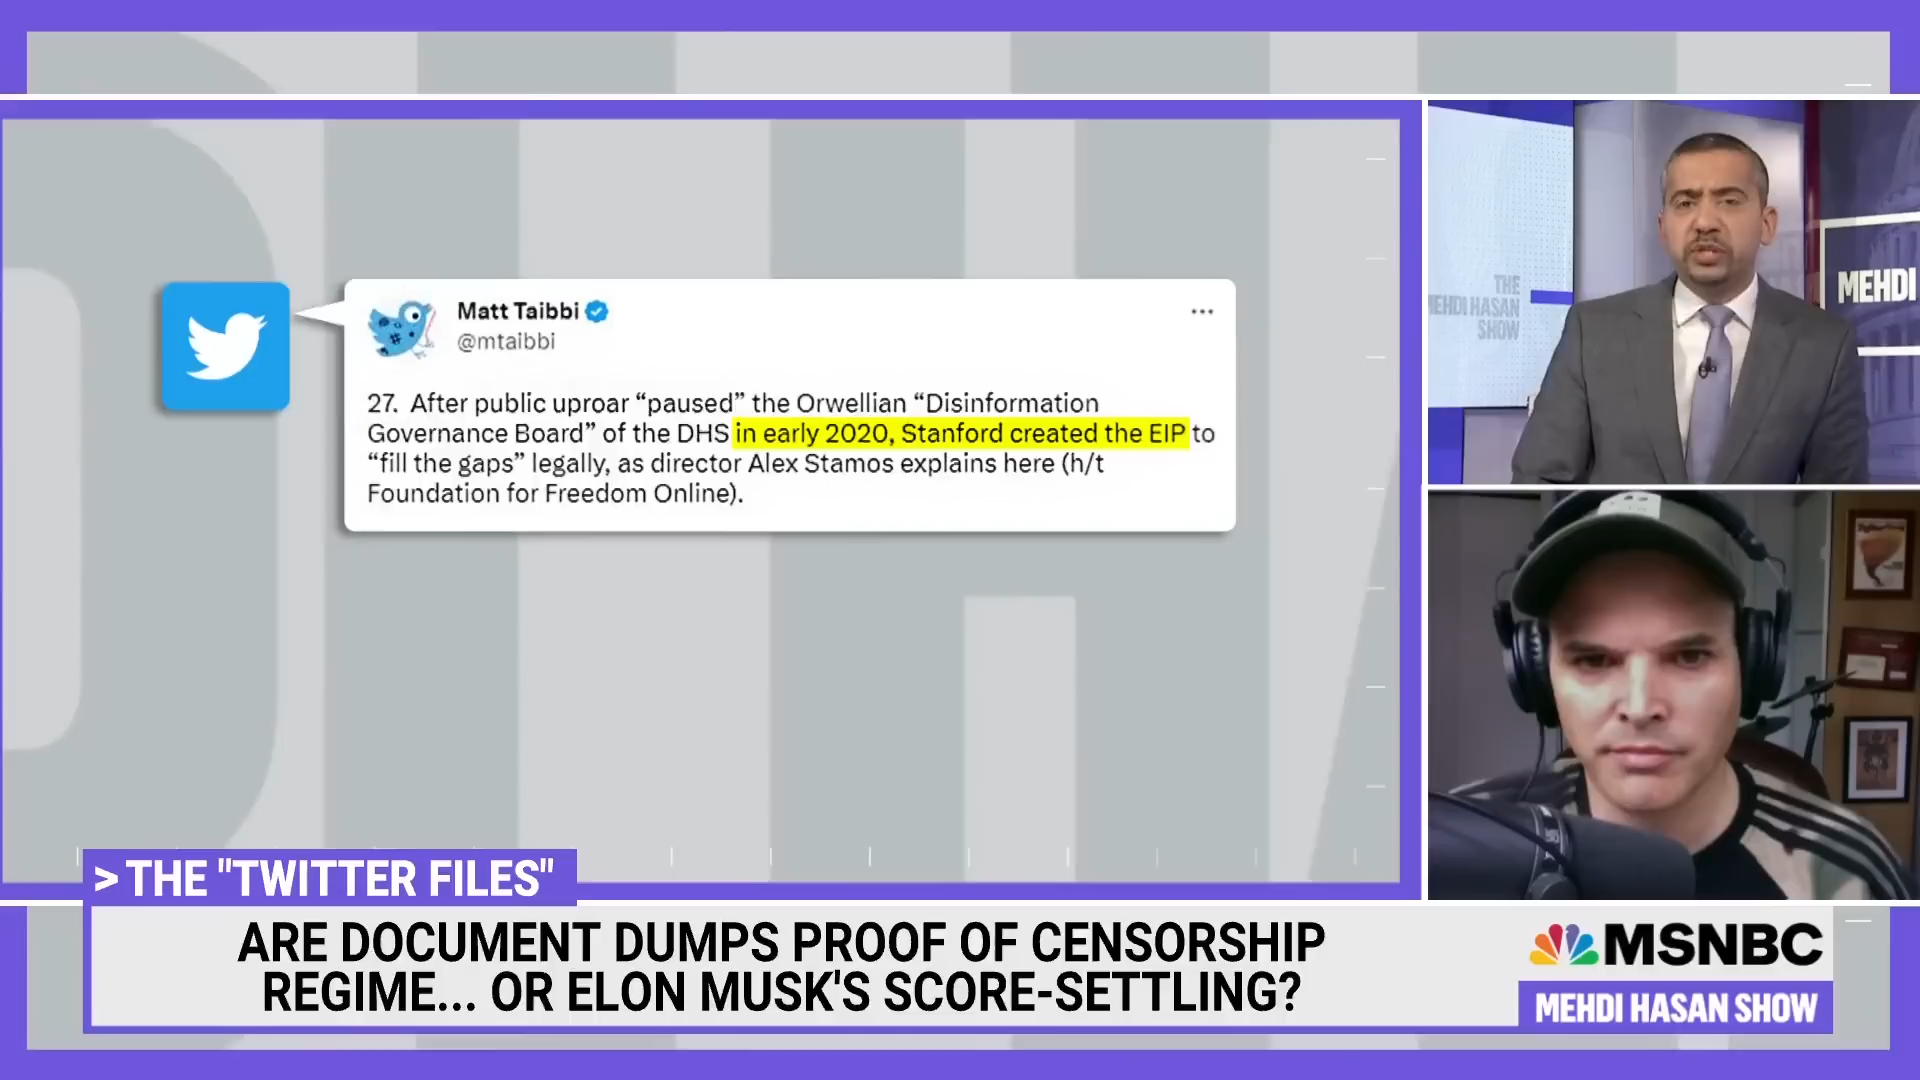 THE
MEHDI HASAN
SHOW
MEHDI
Matt Taibbi
@mtaibbi
27. After public uproar “paused” the Orwellian “Disinformation
Governance Board” of the DHS in early 2020, Stanford created the EIP to
“fill the gaps” legally, as director Alex Stamos explains here (h/t
Foundation for Freedom Online).
> THE "TWITTER FILES"
ARE DOCUMENT DUMPS PROOF OF CENSORSHIP
REGIME... OR ELON MUSK'S SCORE-SETTLING?
MSNBC
MEHDI HASAN SHOW